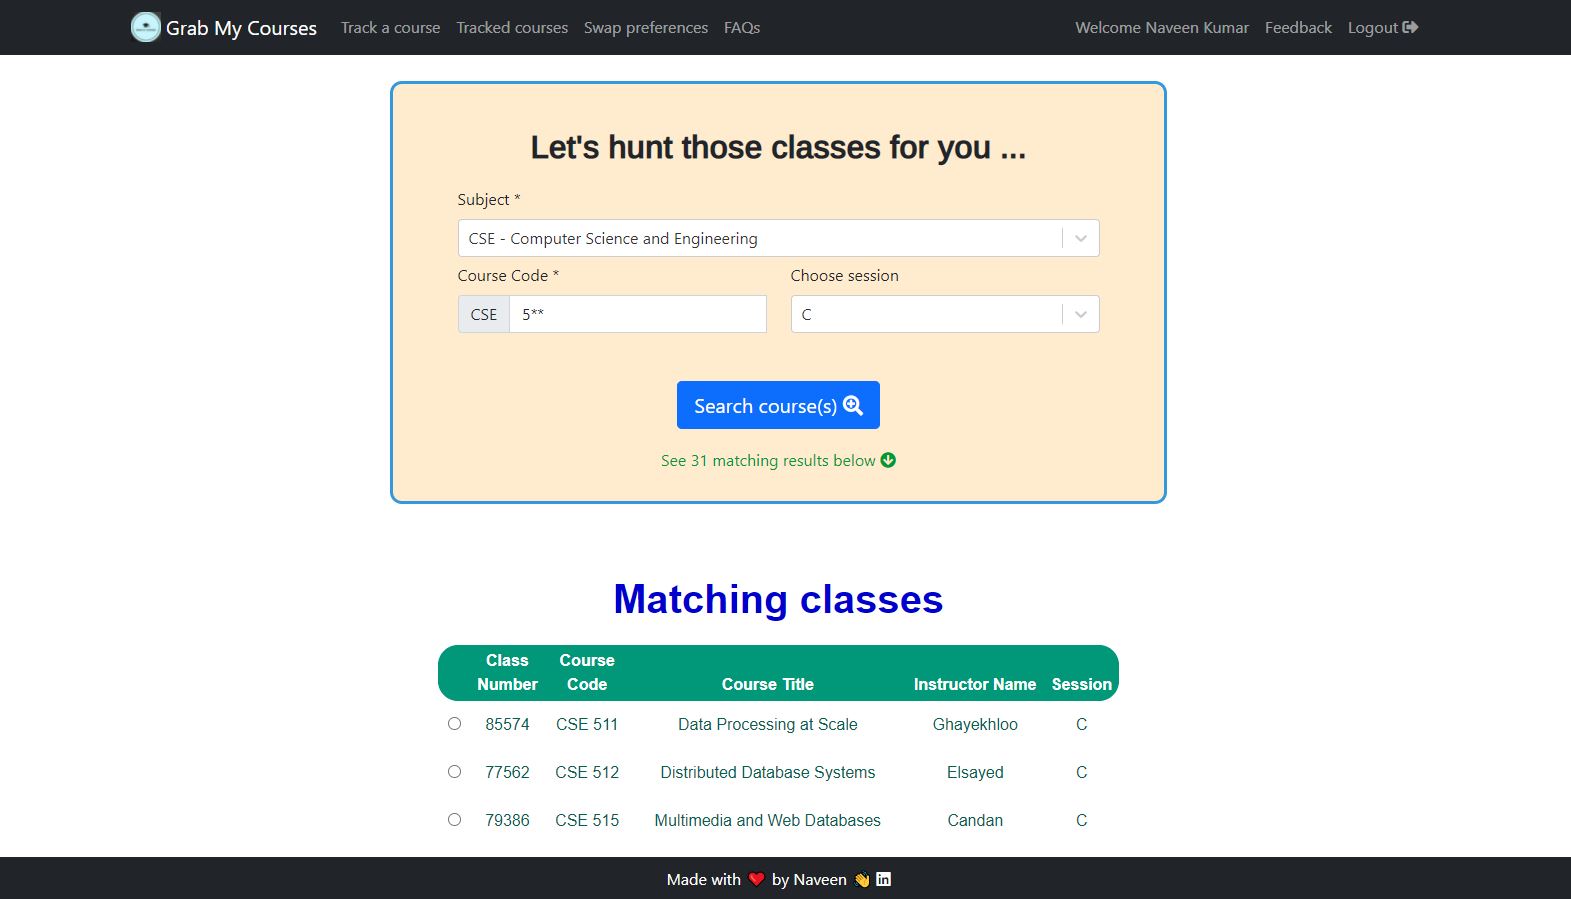 Grab My Courses Track a course Tracked courses Swap preferences FAQs Welcome Naveen Kumar Feedback Logout
Let's hunt those classes for you ...
Subject *
CSE - Computer Science and Engineering
Course Code * Choose session
CSE 5** C
Search course(s)
See 31 matching results below
Matching classes
Class Number Course Code Course Title Instructor Name Session
85574 CSE 511 Data Processing at Scale Ghayekhloo C
77562 CSE 512 Distributed Database Systems Elsayed C
79386 CSE 515 Multimedia and Web Databases Candan C
Made with ❤️ by Naveen 👋 in